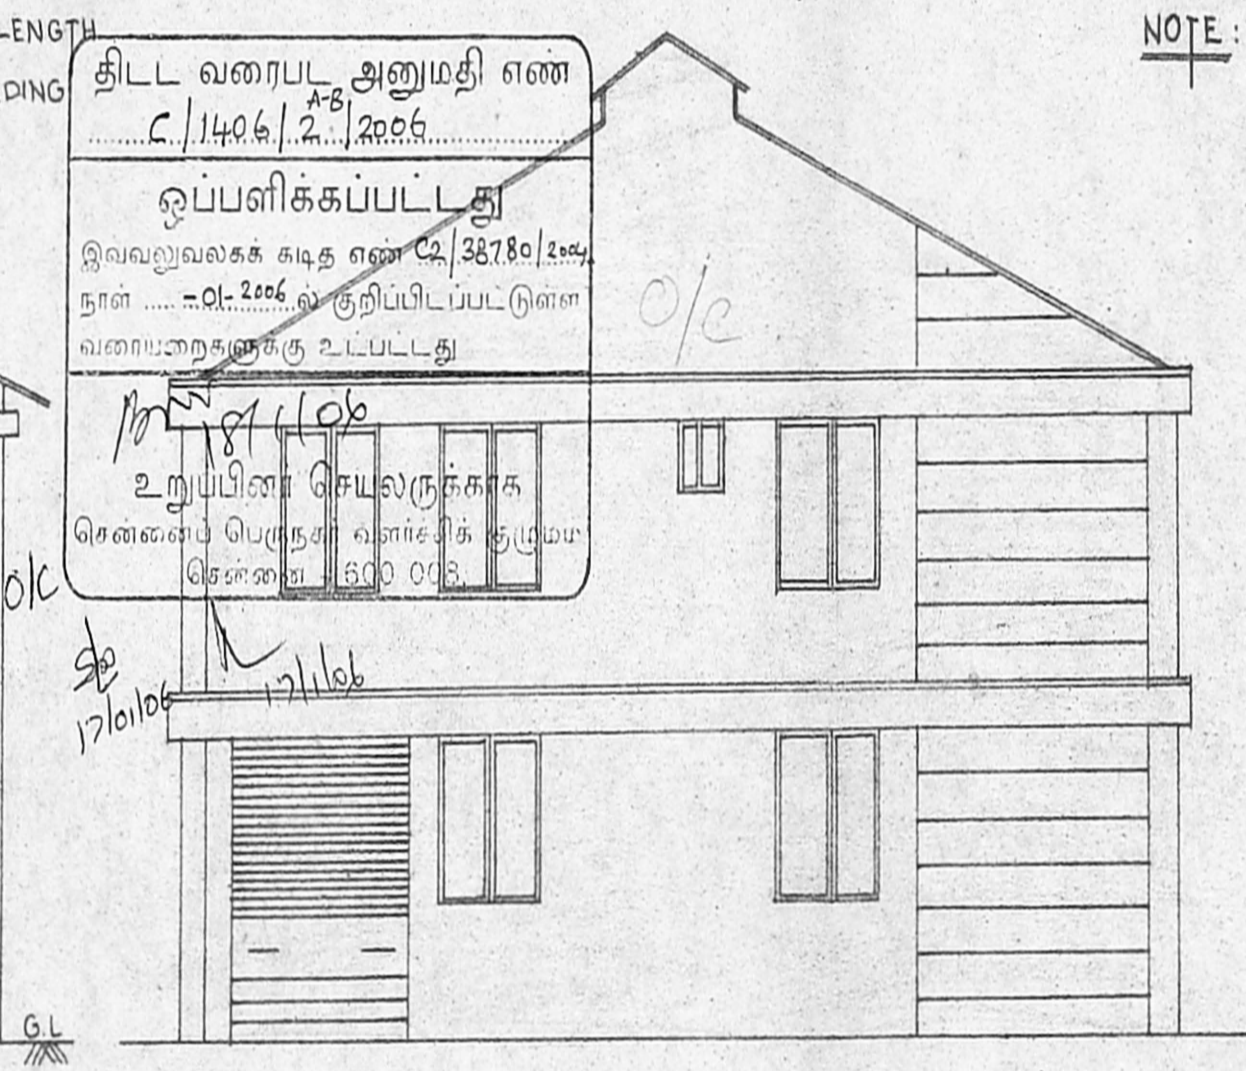 LENGTH
DING
NOTE:
திட்ட வரைபட அனுமதி எண்
A-B
C/1406/2/2006
ஒப்பளிக்கப்பட்டது
இவ்வலுவலகக் கடித எண் C2/38780/2004
நாள் -01-2006 ல் குறிப்பிடப்பட்டுள்ள
வரையறைகளுக்கு உட்பட்டது
O/C
18/1/06
உறுப்பினர் செயலருக்காக
சென்னைப் பெருநகர் வளர்ச்சிக் குழுமம்
சென்னை - 600 008.
O/C
17/01/06
17/1/06
G.L